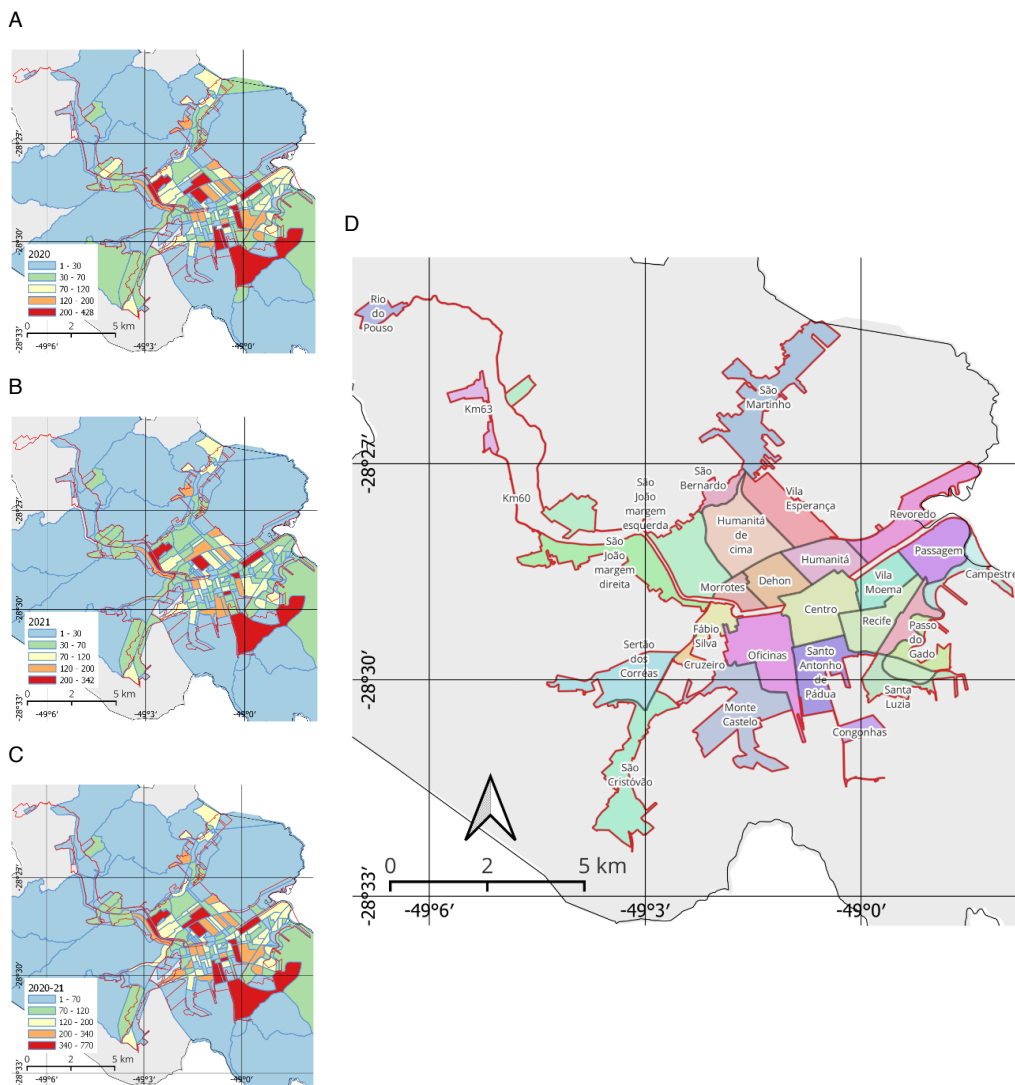 A
-28°27′
-28°30′
-28°33′
2020
1 - 30
30 - 70
70 - 120
120 - 200
200 - 428
0 2 5 km
-49°6′ -49°3′ -49°0′
B
-28°27′
-28°30′
-28°33′
2021
1 - 30
30 - 70
70 - 120
120 - 200
200 - 342
0 2 5 km
-49°6′ -49°3′ -49°0′
C
-28°27′
-28°30′
-28°33′
2020-21
1 - 70
70 - 120
120 - 200
200 - 340
340 - 770
0 2 5 km
-49°6′ -49°3′ -49°0′
D
-28°27′
-28°30′
-28°33′
Rio
do
Pouso
Km63
São
Martinho
Km60
São
João
margem
esquerda
São
Bernardo
Vila
Esperança
Humanitá
de
cima
Revoredo
São
João
margem
direita
Morrotes
Dehon
Humanitá
Passagem
Vila
Moema
Campestre
Centro
Recife
Passo
do
Gado
Fábio
Silva
Sertão
dos
Corrêas
Cruzeiro
Oficinas
Santo
Antonho
de
Pádua
Santa
Luzia
Monte
Castelo
Congonhas
São
Cristóvão
0 2 5 km
-49°6′ -49°3′ -49°0′